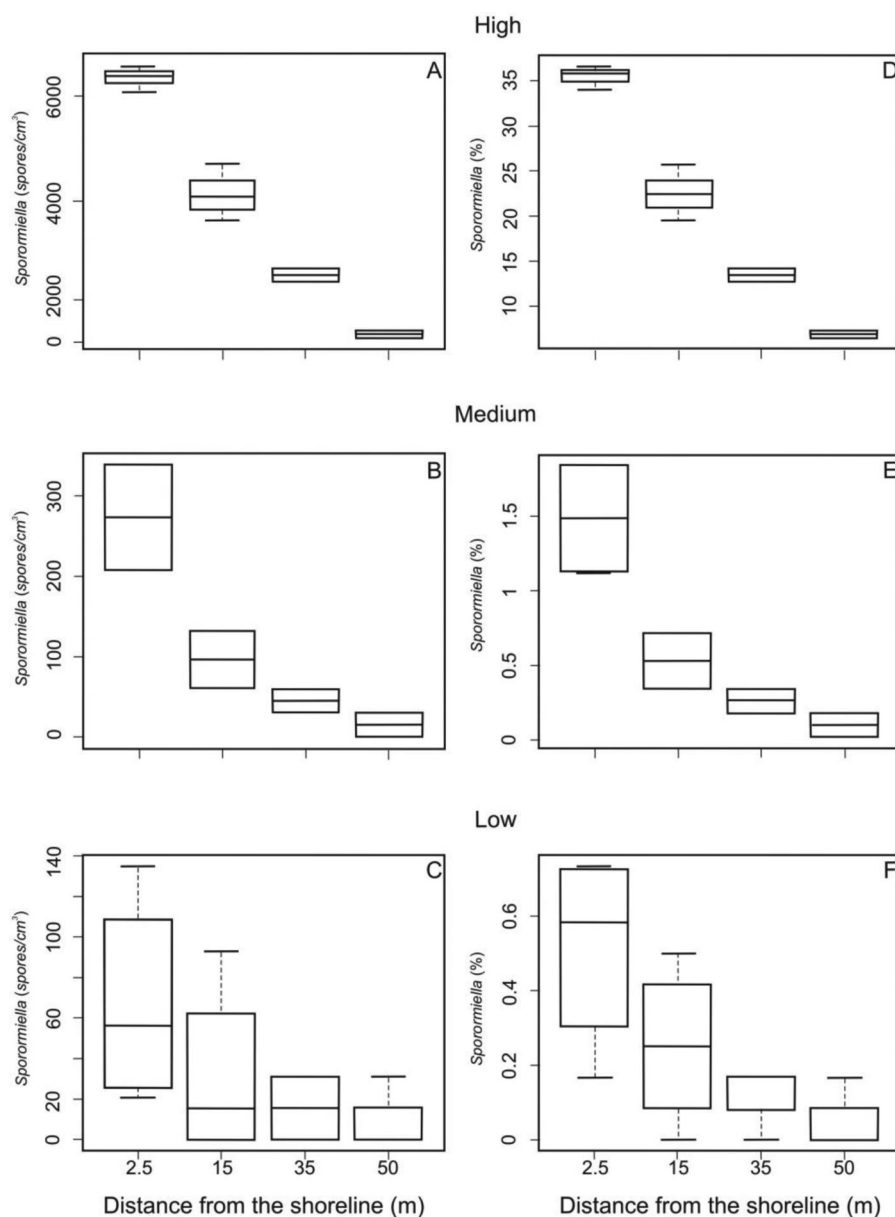 High
A
Sporormiella (spores/cm³)
6000
4000
2000
0
D
Sporormiella (%)
35
30
25
20
15
10
Medium
B
Sporormiella (spores/cm³)
300
200
100
0
E
Sporormiella (%)
1.5
1
0.5
0
Low
C
Sporormiella (spores/cm³)
140
100
60
20
0
2.5 15 35 50
Distance from the shoreline (m)
F
Sporormiella (%)
0.6
0.4
0.2
0
2.5 15 35 50
Distance from the shoreline (m)